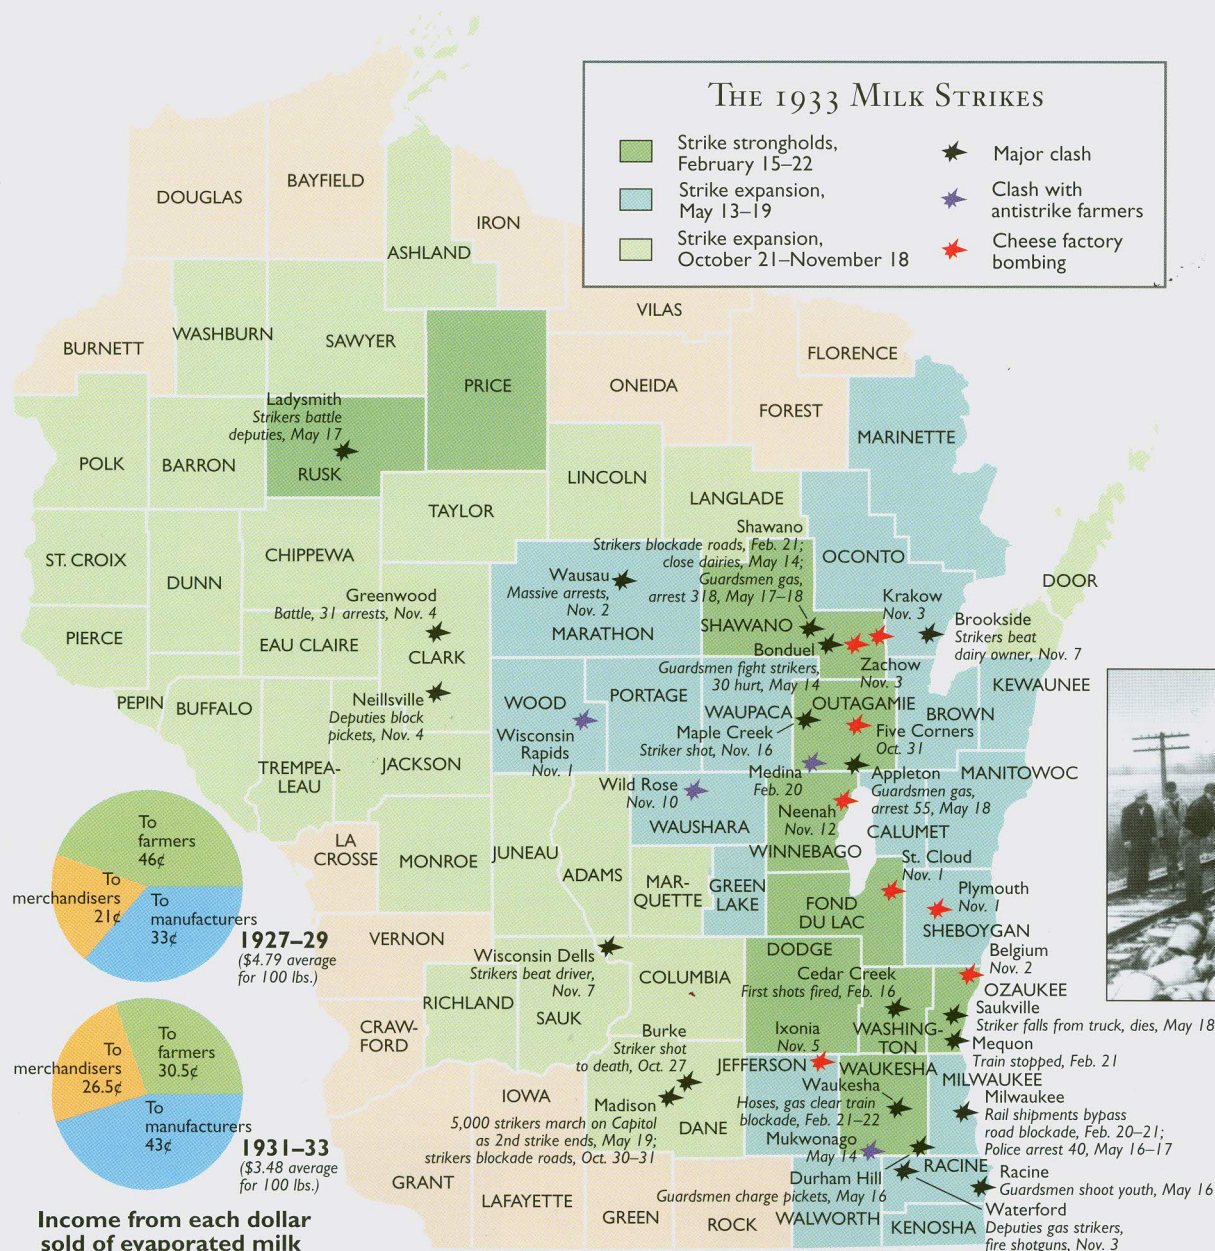 THE 1933 MILK STRIKES
Strike strongholds,
February 15–22
Strike expansion,
May 13–19
Strike expansion,
October 21–November 18
Major clash
Clash with
antistrike farmers
Cheese factory
bombing
DOUGLAS
BAYFIELD
ASHLAND
IRON
VILAS
BURNETT
WASHBURN
SAWYER
PRICE
ONEIDA
FLORENCE
FOREST
MARINETTE
Ladysmith
Strikers battle
deputies, May 17
RUSK
POLK
BARRON
LINCOLN
LANGLADE
TAYLOR
ST. CROIX
DUNN
CHIPPEWA
Shawano
Strikers blockade roads, Feb. 21;
close dairies, May 14;
Guardsmen gas,
arrest 318, May 17–18
OCONTO
DOOR
Wausau
Massive arrests,
Nov. 2
MARATHON
Greenwood
Battle, 31 arrests, Nov. 4
CLARK
SHAWANO
Krakow
Nov. 3
Brookside
Strikers beat
dairy owner, Nov. 7
PIERCE
EAU CLAIRE
Bonduel
Guardsmen fight strikers,
30 hurt, May 14
Zachow
Nov. 3
KEWAUNEE
PEPIN
BUFFALO
Neillsville
Deputies block
pickets, Nov. 4
WOOD
PORTAGE
WAUPACA
OUTAGAMIE
BROWN
Maple Creek
Striker shot, Nov. 16
Five Corners
Oct. 31
Wisconsin
Rapids
Nov. 1
TREMPEA-
LEAU
JACKSON
Medina
Feb. 20
Appleton
Guardsmen gas,
arrest 55, May 18
MANITOWOC
Wild Rose
Nov. 10
WAUSHARA
Neenah
Nov. 12
WINNEBAGO
CALUMET
LA
CROSSE
MONROE
JUNEAU
ADAMS
MAR-
QUETTE
GREEN
LAKE
St. Cloud
Nov. 1
Plymouth
Nov. 1
FOND
DU LAC
SHEBOYGAN
VERNON
Wisconsin Dells
Strikers beat driver,
Nov. 7
COLUMBIA
DODGE
Cedar Creek
First shots fired, Feb. 16
Belgium
Nov. 2
OZAUKEE
RICHLAND
SAUK
Saukville
Striker falls from truck, dies, May 18
CRAW-
FORD
Burke
Striker shot
to death, Oct. 27
Ixonia
Nov. 5
WASHING-
TON
Mequon
Train stopped, Feb. 21
JEFFERSON
WAUKESHA
MILWAUKEE
IOWA
Madison
5,000 strikers march on Capitol
as 2nd strike ends, May 19;
strikers blockade roads, Oct. 30–31
DANE
Waukesha
Hoses, gas clear train
blockade, Feb. 21–22
Milwaukee
Rail shipments bypass
road blockade, Feb. 20–21;
Police arrest 40, May 16–17
Mukwonago
May 14
GRANT
LAFAYETTE
GREEN
ROCK
Durham Hill
Guardsmen charge pickets, May 16
RACINE
Racine
Guardsmen shoot youth, May 16
WALWORTH
KENOSHA
Waterford
Deputies gas strikers,
fire shotguns, Nov. 3
To
farmers
46¢
To
merchandisers
21¢
To
manufacturers
33¢
1927–29
($4.79 average
for 100 lbs.)
To
farmers
30.5¢
To
merchandisers
26.5¢
To
manufacturers
43¢
1931–33
($3.48 average
for 100 lbs.)
Income from each dollar
sold of evaporated milk